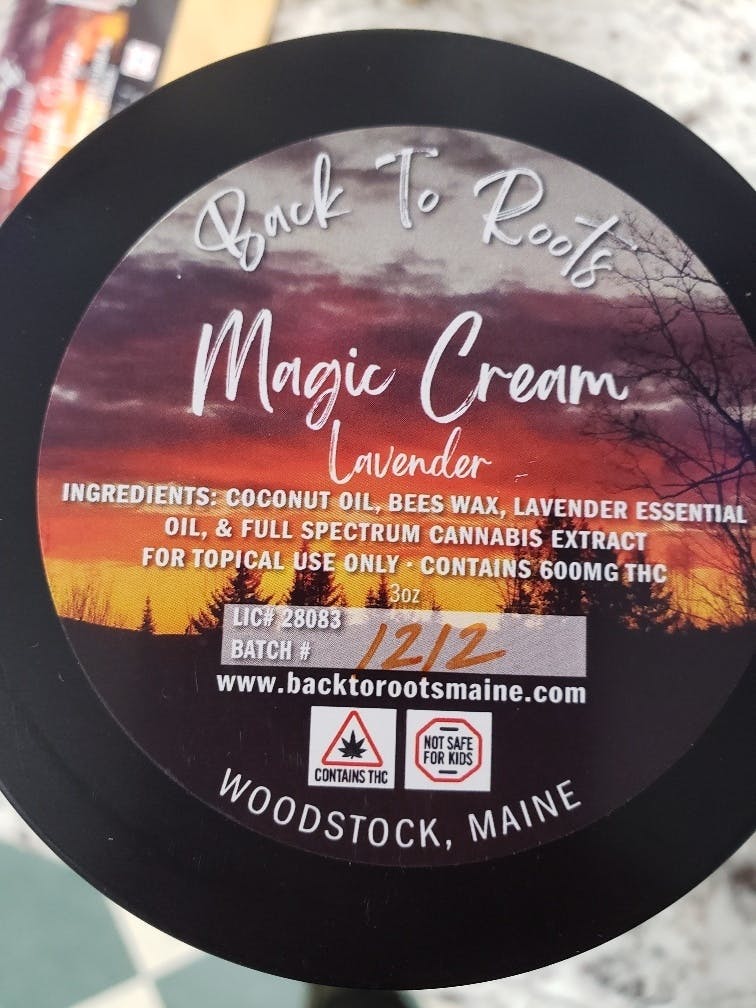 Back To Roots
Magic Cream
Lavender
INGREDIENTS: COCONUT OIL, BEES WAX, LAVENDER ESSENTIAL
OIL, & FULL SPECTRUM CANNABIS EXTRACT
FOR TOPICAL USE ONLY · CONTAINS 600MG THC
3oz
LIC# 28083
BATCH # 1212
www.backtorootsmaine.com
CONTAINS THC
NOT SAFE
FOR KIDS
WOODSTOCK, MAINE